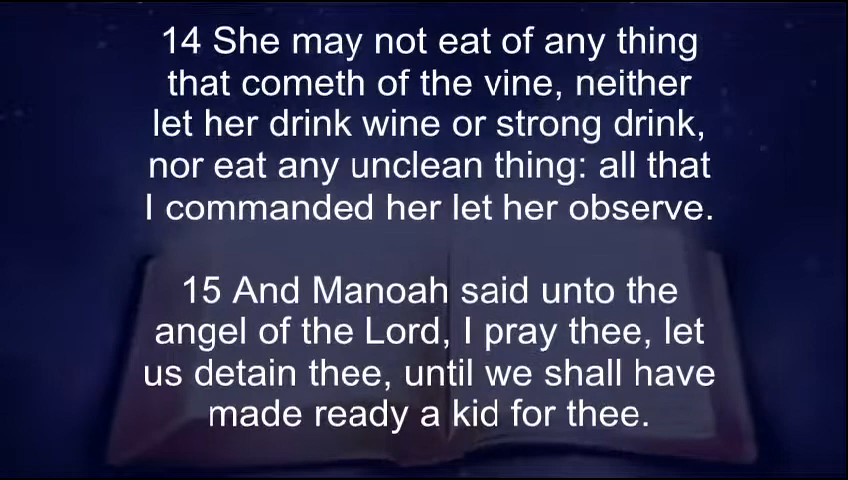 14 She may not eat of any thing
that cometh of the vine, neither
let her drink wine or strong drink,
nor eat any unclean thing: all that
I commanded her let her observe.
15 And Manoah said unto the
angel of the Lord, I pray thee, let
us detain thee, until we shall have
made ready a kid for thee.